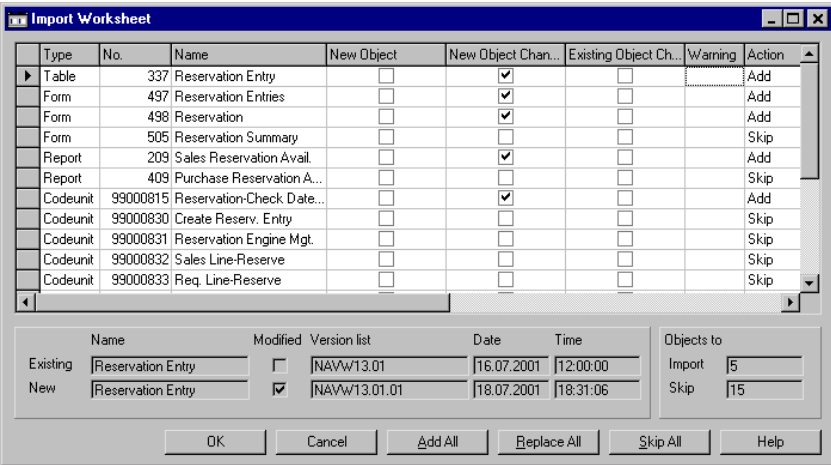 Import Worksheet
Type No. Name New Object New Object Chan... Existing Object Ch... Warning Action
Table 337 Reservation Entry Add
Form 497 Reservation Entries Add
Form 498 Reservation Add
Form 505 Reservation Summary Skip
Report 209 Sales Reservation Avail. Add
Report 409 Purchase Reservation A... Skip
Codeunit 99000815 Reservation-Check Date... Add
Codeunit 99000830 Create Reserv. Entry Skip
Codeunit 99000831 Reservation Engine Mgt. Skip
Codeunit 99000832 Sales Line-Reserve Skip
Codeunit 99000833 Req. Line-Reserve Skip
Name Modified Version list Date Time Objects to
Existing Reservation Entry NAVW13.01 16.07.2001 12:00:00 Import 5
New Reservation Entry NAVW13.01.01 18.07.2001 18:31:06 Skip 15
OK Cancel Add All Replace All Skip All Help